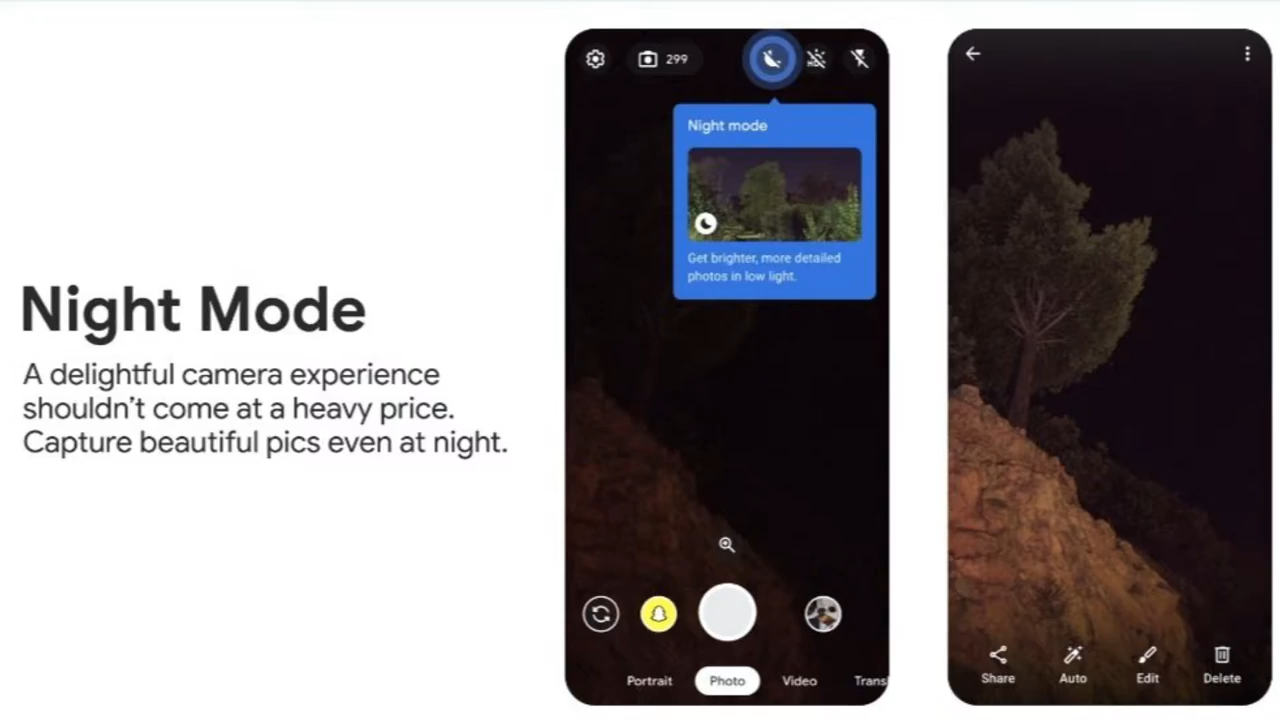 Night Mode
A delightful camera experience
shouldn't come at a heavy price.
Capture beautiful pics even at night.
299
HDR
Night mode
Get brighter, more detailed
photos in low light.
Portrait Photo Video Trans
Share Auto Edit Delete